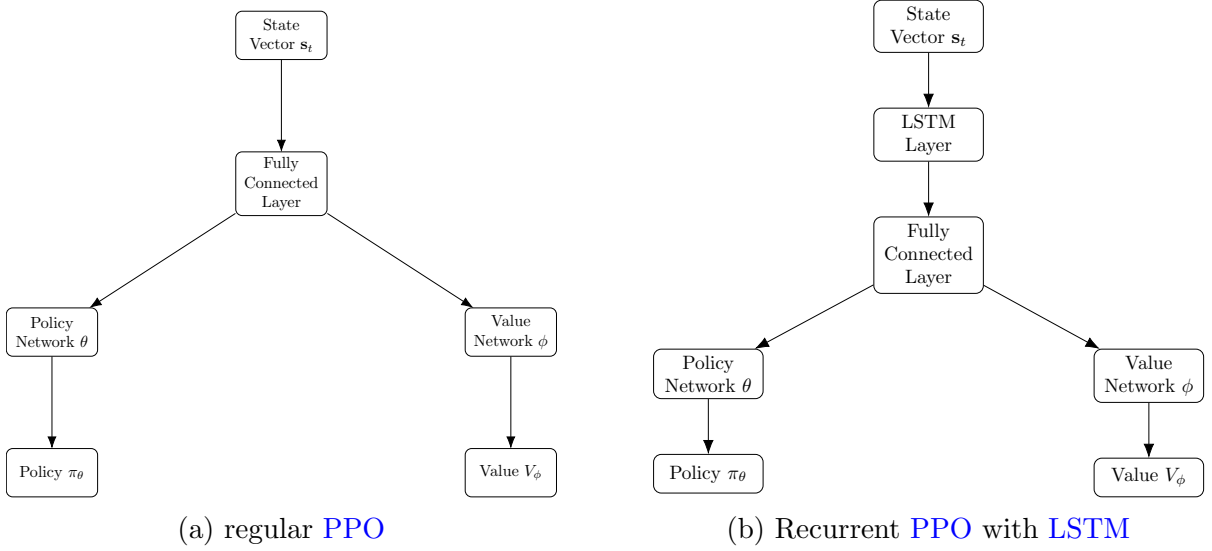 State
Vector s_t
Fully
Connected
Layer
Policy
Network θ
Value
Network ϕ
Policy π_θ
Value V_ϕ
(a) regular PPO
State
Vector s_t
LSTM
Layer
Fully
Connected
Layer
Policy
Network θ
Value
Network ϕ
Policy π_θ
Value V_ϕ
(b) Recurrent PPO with LSTM